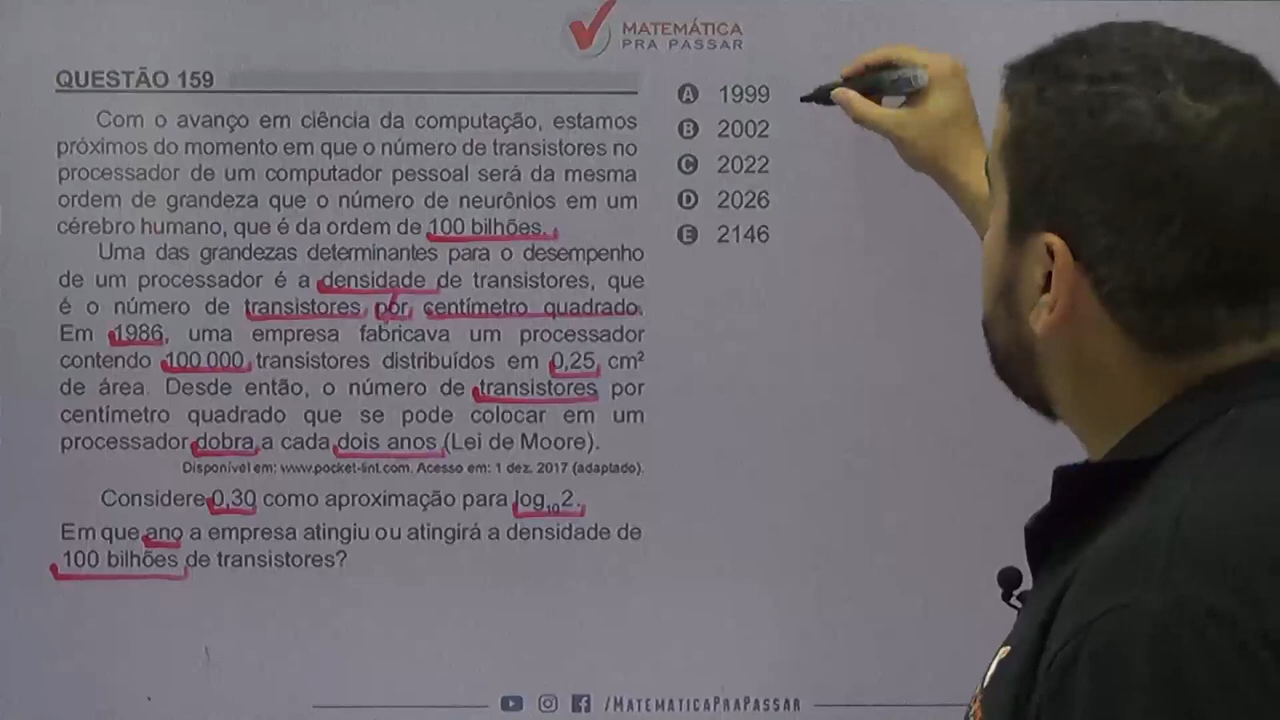 MATEMÁTICA
PRA PASSAR
QUESTÃO 159
Com o avanço em ciência da computação, estamos
próximos do momento em que o número de transistores no
processador de um computador pessoal será da mesma
ordem de grandeza que o número de neurônios em um
cérebro humano, que é da ordem de 100 bilhões.
Uma das grandezas determinantes para o desempenho
de um processador é a densidade de transistores, que
é o número de transistores por centímetro quadrado.
Em 1986, uma empresa fabricava um processador
contendo 100 000 transistores distribuídos em 0,25 cm²
de área. Desde então, o número de transistores por
centímetro quadrado que se pode colocar em um
processador dobra a cada dois anos (Lei de Moore).
Disponível em: www.pocket-lint.com. Acesso em: 1 dez. 2017 (adaptado).
Considere 0,30 como aproximação para log₁₀2.
Em que ano a empresa atingiu ou atingirá a densidade de
100 bilhões de transistores?
A 1999
B 2002
C 2022
D 2026
E 2146
/MATEMATICAPRAPASSAR